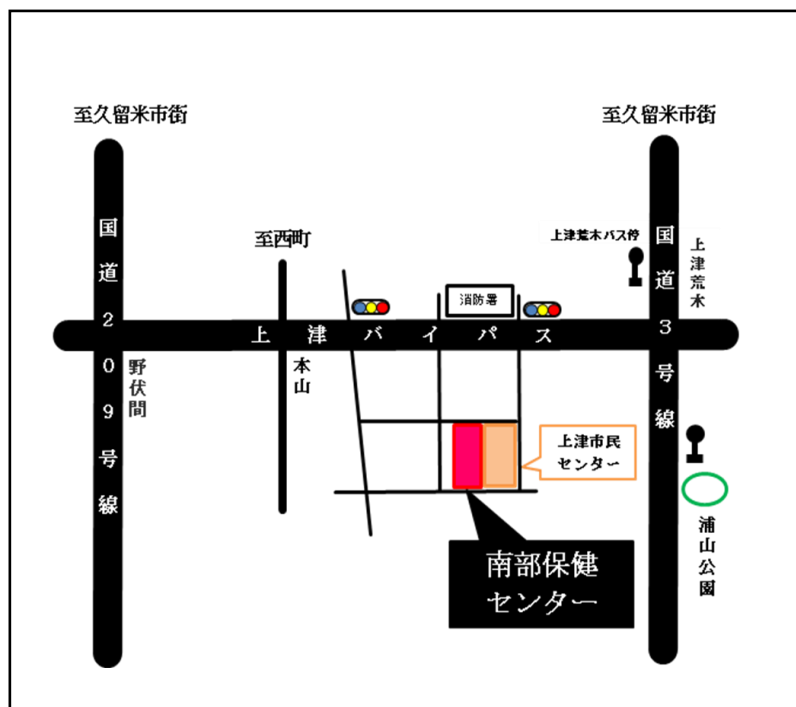 至久留米市街
至久留米市街
国道209号線
至西町
上津荒木バス停
国道3号線
上津荒木
消防署
上津バイパス
野伏間
本山
上津市民
センター
浦山公園
南部保健
センター